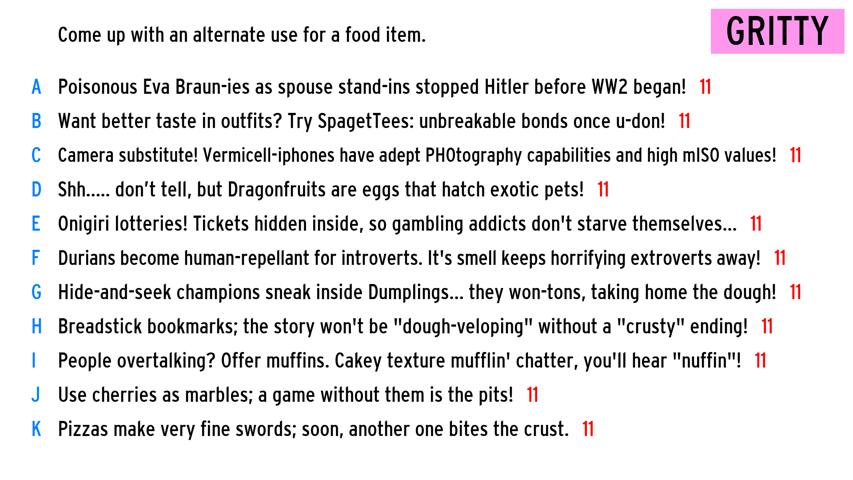 Come up with an alternate use for a food item.
GRITTY
A Poisonous Eva Braun-ies as spouse stand-ins stopped Hitler before WW2 began! 11
B Want better taste in outfits? Try SpagetTees: unbreakable bonds once u-don! 11
C Camera substitute! Vermicell-iphones have adept PHOtography capabilities and high mISO values! 11
D Shh..... don't tell, but Dragonfruits are eggs that hatch exotic pets! 11
E Onigiri lotteries! Tickets hidden inside, so gambling addicts don't starve themselves... 11
F Durians become human-repellant for introverts. It's smell keeps horrifying extroverts away! 11
G Hide-and-seek champions sneak inside Dumplings... they won-tons, taking home the dough! 11
H Breadstick bookmarks; the story won't be "dough-veloping" without a "crusty" ending! 11
I People overtalking? Offer muffins. Cakey texture mufflin' chatter, you'll hear "nuffin"! 11
J Use cherries as marbles; a game without them is the pits! 11
K Pizzas make very fine swords; soon, another one bites the crust. 11